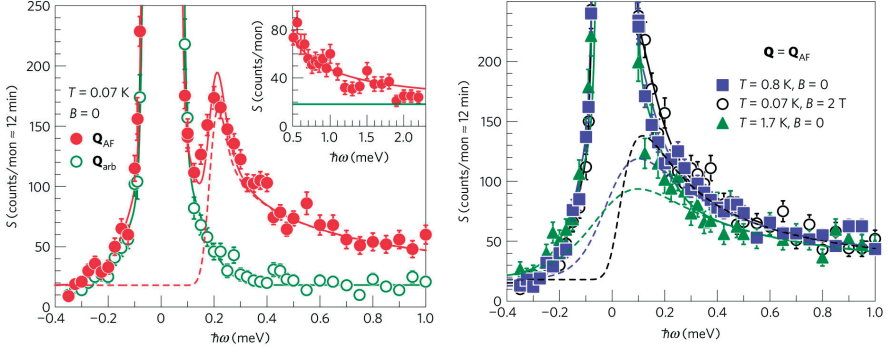 250
200
150
100
50
0
S (counts/mon ≈ 12 min)
T = 0.07 K
B = 0
Q_AF
Q_arb
80
40
0
S (counts/mon)
0.5 1.0 1.5 2.0
ℏω (meV)
–0.4 –0.2 0 0.2 0.4 0.6 0.8 1.0
ℏω (meV)
200
150
100
50
0
S (counts/mon ≈ 12 min)
Q = Q_AF
T = 0.8 K, B = 0
T = 0.07 K, B = 2 T
T = 1.7 K, B = 0
–0.4 –0.2 0 0.2 0.4 0.6 0.8 1.0
ℏω (meV)